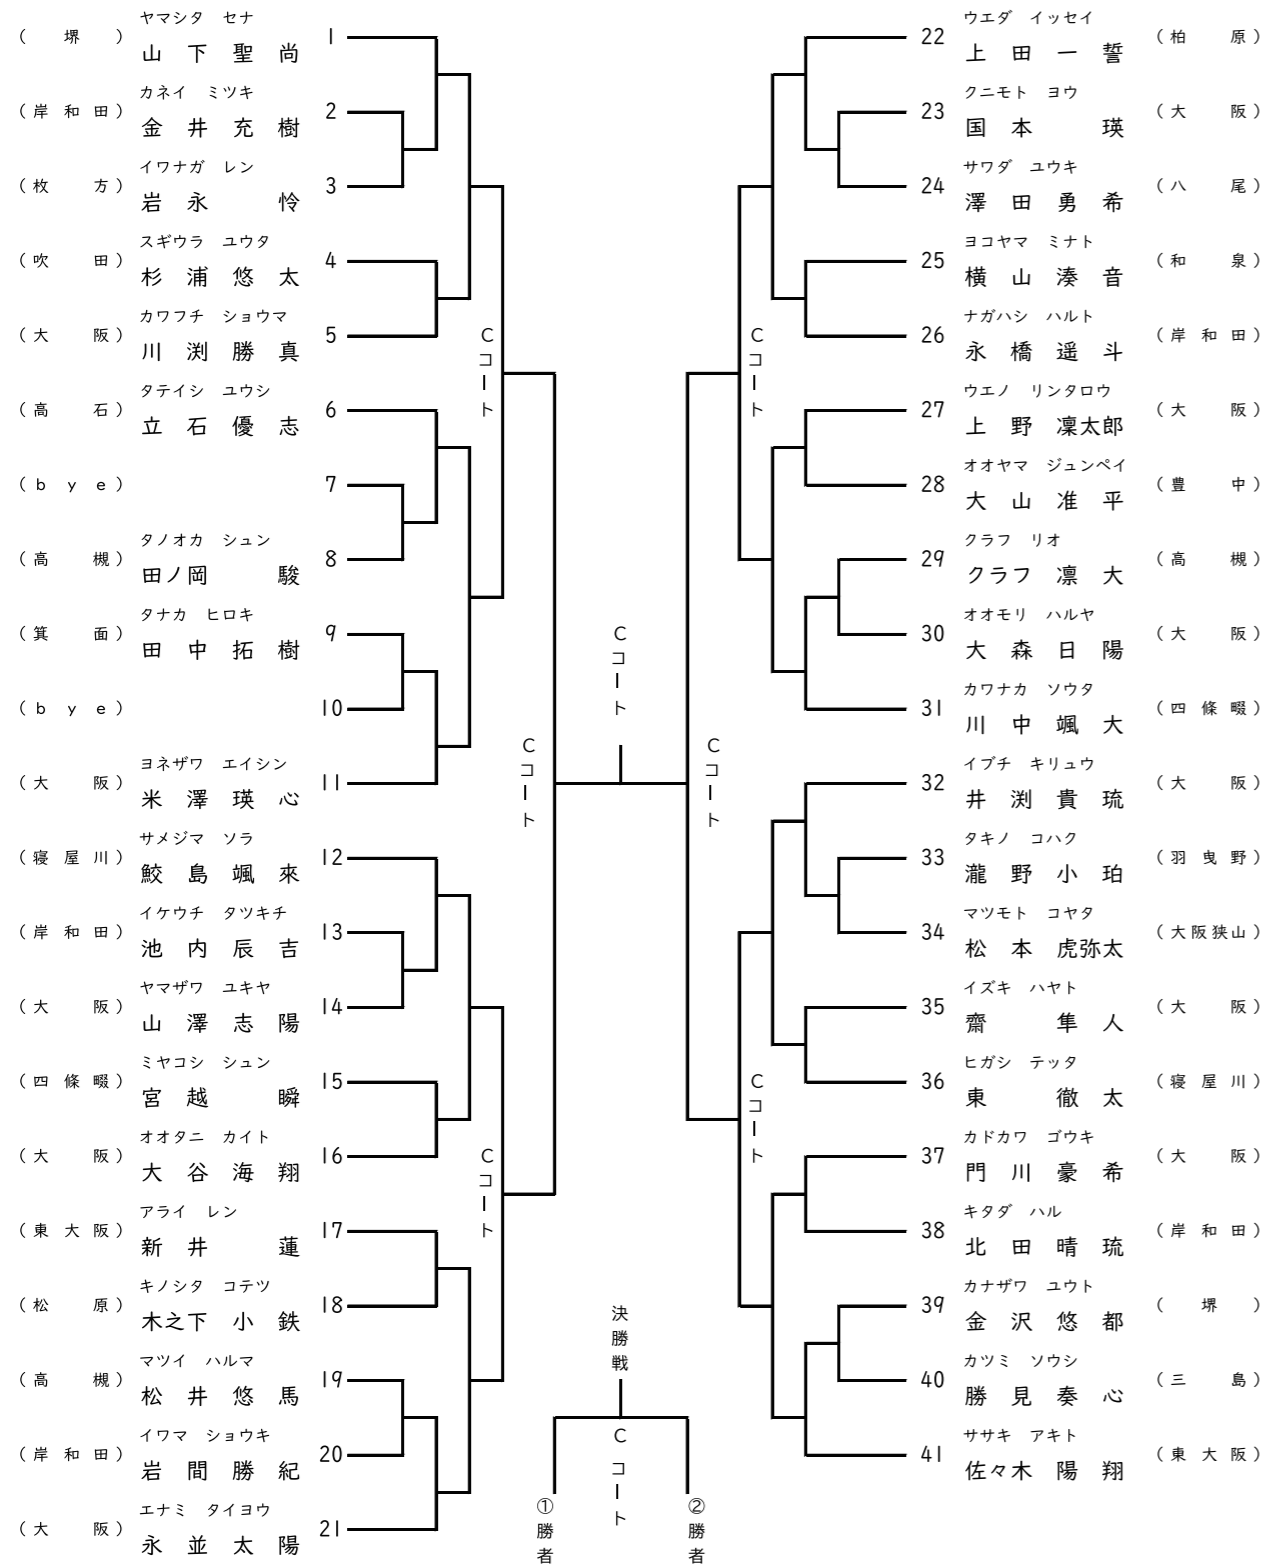 ヤマシタ セナ
(堺) 山下聖尚 1
カネイ ミツキ
(岸和田) 金井充樹 2
イワナガ レン
(枚方) 岩永怜 3
スギウラ ユウタ
(吹田) 杉浦悠太 4
カワフチ ショウマ
(大阪) 川渕勝真 5
タテイシ ユウシ
(高石) 立石優志 6
(bye) 7
タノオカ シュン
(高槻) 田ノ岡駿 8
タナカ ヒロキ
(箕面) 田中拓樹 9
(bye) 10
ヨネザワ エイシン
(大阪) 米澤瑛心 11
サメジマ ソラ
(寝屋川) 鮫島颯來 12
イケウチ タツキチ
(岸和田) 池内辰吉 13
ヤマザワ ユキヤ
(大阪) 山澤志陽 14
ミヤコシ シュン
(四條畷) 宮越瞬 15
オオタニ カイト
(大阪) 大谷海翔 16
アライ レン
(東大阪) 新井蓮 17
キノシタ コテツ
(松原) 木之下小鉄 18
マツイ ハルマ
(高槻) 松井悠馬 19
イワマ ショウキ
(岸和田) 岩間勝紀 20
エナミ タイヨウ
(大阪) 永並太陽 21
Cコート
Cコート
Cコート
Cコート
Cコート
Cコート
Cコート
決勝戦
Cコート
①勝者
②勝者
ウエダ イッセイ
22 上田一誓 (柏原)
クニモト ヨウ
23 国本瑛 (大阪)
サワダ ユウキ
24 澤田勇希 (八尾)
ヨコヤマ ミナト
25 横山湊音 (和泉)
ナガハシ ハルト
26 永橋遥斗 (岸和田)
ウエノ リンタロウ
27 上野凜太郎 (大阪)
オオヤマ ジュンペイ
28 大山准平 (豊中)
クラフ リオ
29 クラフ凛大 (高槻)
オオモリ ハルヤ
30 大森日陽 (大阪)
カワナカ ソウタ
31 川中颯大 (四條畷)
イブチ キリュウ
32 井渕貴琉 (大阪)
タキノ コハク
33 瀧野小珀 (羽曳野)
マツモト コヤタ
34 松本虎弥太 (大阪狭山)
イズキ ハヤト
35 齋隼人 (大阪)
ヒガシ テッタ
36 東徹太 (寝屋川)
カドカワ ゴウキ
37 門川豪希 (大阪)
キタダ ハル
38 北田晴琉 (岸和田)
カナザワ ユウト
39 金沢悠都 (堺)
カツミ ソウシ
40 勝見奏心 (三島)
ササキ アキト
41 佐々木陽翔 (東大阪)